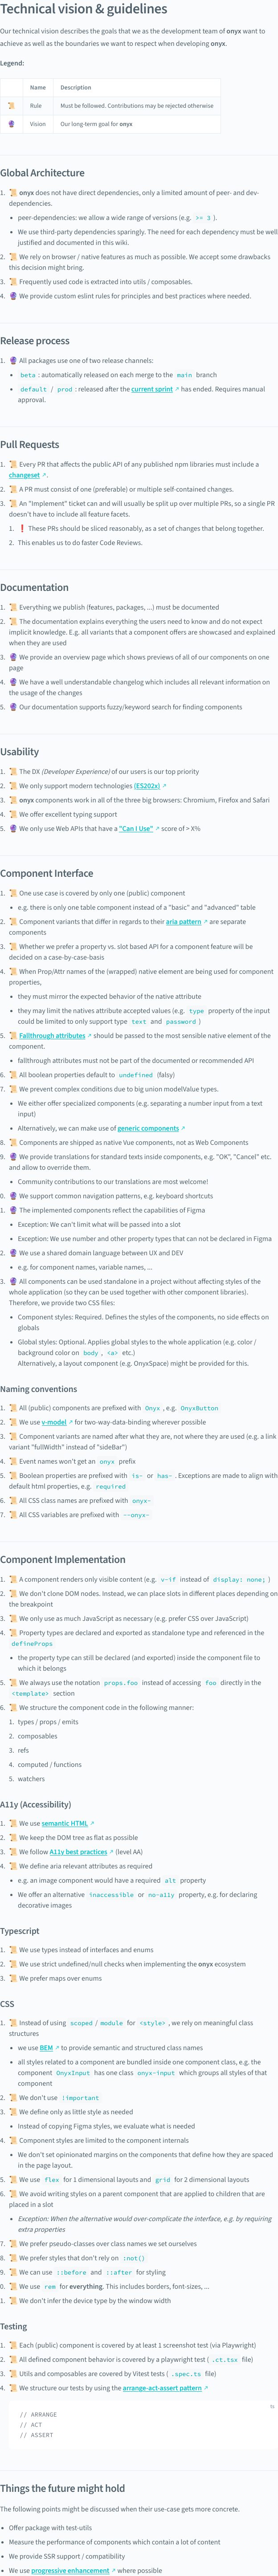 Technical vision & guidelines
Our technical vision describes the goals that we as the development team of onyx want to
achieve as well as the boundaries we want to respect when developing onyx.
Legend:
Name Description
📜 Rule Must be followed. Contributions may be rejected otherwise
🔮 Vision Our long-term goal for onyx
Global Architecture
1. 📜 onyx does not have direct dependencies, only a limited amount of peer- and dev-
dependencies.
• peer-dependencies: we allow a wide range of versions (e.g. >= 3 ).
• We use third-party dependencies sparingly. The need for each dependency must be well
justified and documented in this wiki.
2. 📜 We rely on browser / native features as much as possible. We accept some drawbacks
this decision might bring.
3. 📜 Frequently used code is extracted into utils / composables.
4. 🔮 We provide custom eslint rules for principles and best practices where needed.
Release process
1. 🔮 All packages use one of two release channels:
• beta : automatically released on each merge to the main branch
• default / prod : released after the current sprint ↗ has ended. Requires manual
approval.
Pull Requests
1. 📜 Every PR that affects the public API of any published npm libraries must include a
changeset ↗.
2. 📜 A PR must consist of one (preferable) or multiple self-contained changes.
3. 📜 An "Implement" ticket can and will usually be split up over multiple PRs, so a single PR
doesn't have to include all feature facets.
1. ❗ These PRs should be sliced reasonably, as a set of changes that belong together.
2. This enables us to do faster Code Reviews.
Documentation
1. 📜 Everything we publish (features, packages, ...) must be documented
2. 📜 The documentation explains everything the users need to know and do not expect
implicit knowledge. E.g. all variants that a component offers are showcased and explained
when they are used
3. 🔮 We provide an overview page which shows previews of all of our components on one
page
4. 🔮 We have a well understandable changelog which includes all relevant information on
the usage of the changes
5. 🔮 Our documentation supports fuzzy/keyword search for finding components
Usability
1. 📜 The DX (Developer Experience) of our users is our top priority
2. 📜 We only support modern technologies (ES202x) ↗
3. 📜 onyx components work in all of the three big browsers: Chromium, Firefox and Safari
4. 📜 We offer excellent typing support
5. 🔮 We only use Web APIs that have a "Can I Use" ↗ score of > X%
Component Interface
1. 📜 One use case is covered by only one (public) component
• e.g. there is only one table component instead of a "basic" and "advanced" table
2. 📜 Component variants that differ in regards to their aria pattern ↗ are separate
components
3. 📜 Whether we prefer a property vs. slot based API for a component feature will be
decided on a case-by-case-basis
4. 📜 When Prop/Attr names of the (wrapped) native element are being used for component
properties,
• they must mirror the expected behavior of the native attribute
• they may limit the natives attribute accepted values (e.g. type property of the input
could be limited to only support type text and password )
5. 📜 Fallthrough attributes ↗ should be passed to the most sensible native element of the
component.
• fallthrough attributes must not be part of the documented or recommended API
6. 📜 All boolean properties default to undefined (falsy)
7. 📜 We prevent complex conditions due to big union modelValue types.
• We either offer specialized components (e.g. separating a number input from a text
input)
• Alternatively, we can make use of generic components ↗
8. 📜 Components are shipped as native Vue components, not as Web Components
9. 🔮 We provide translations for standard texts inside components, e.g. "OK", "Cancel" etc.
and allow to override them.
• Community contributions to our translations are most welcome!
0. 🔮 We support common navigation patterns, e.g. keyboard shortcuts
1. 🔮 The implemented components reflect the capabilities of Figma
• Exception: We can't limit what will be passed into a slot
• Exception: We use number and other property types that can not be declared in Figma
2. 🔮 We use a shared domain language between UX and DEV
• e.g. for component names, variable names, ...
3. 🔮 All components can be used standalone in a project without affecting styles of the
whole application (so they can be used together with other component libraries).
Therefore, we provide two CSS files:
• Component styles: Required. Defines the styles of the components, no side effects on
globals
• Global styles: Optional. Applies global styles to the whole application (e.g. color /
background color on body , <a> etc.)
Alternatively, a layout component (e.g. OnyxSpace) might be provided for this.
Naming conventions
1. 📜 All (public) components are prefixed with Onyx , e.g. OnyxButton
2. 📜 We use v-model ↗ for two-way-data-binding wherever possible
3. 📜 Component variants are named after what they are, not where they are used (e.g. a link
variant "fullWidth" instead of "sideBar")
4. 📜 Event names won't get an onyx prefix
5. 📜 Boolean properties are prefixed with is- or has- . Exceptions are made to align with
default html properties, e.g. required
6. 📜 All CSS class names are prefixed with onyx-
7. 📜 All CSS variables are prefixed with --onyx-
Component Implementation
1. 📜 A component renders only visible content (e.g. v-if instead of display: none; )
2. 📜 We don't clone DOM nodes. Instead, we can place slots in different places depending on
the breakpoint
3. 📜 We only use as much JavaScript as necessary (e.g. prefer CSS over JavaScript)
4. 📜 Property types are declared and exported as standalone type and referenced in the
defineProps
• the property type can still be declared (and exported) inside the component file to
which it belongs
5. 📜 We always use the notation props.foo instead of accessing foo directly in the
<template> section
6. 📜 We structure the component code in the following manner:
1. types / props / emits
2. composables
3. refs
4. computed / functions
5. watchers
A11y (Accessibility)
1. 📜 We use semantic HTML ↗
2. 📜 We keep the DOM tree as flat as possible
3. 📜 We follow A11y best practices ↗ (level AA)
4. 📜 We define aria relevant attributes as required
• e.g. an image component would have a required alt property
• We offer an alternative inaccessible or no-a11y property, e.g. for declaring
decorative images
Typescript
1. 📜 We use types instead of interfaces and enums
2. 📜 We use strict undefined/null checks when implementing the onyx ecosystem
3. 📜 We prefer maps over enums
CSS
1. 📜 Instead of using scoped / module for <style> , we rely on meaningful class
structures
• we use BEM ↗ to provide semantic and structured class names
• all styles related to a component are bundled inside one component class, e.g. the
component OnyxInput has one class onyx-input which groups all styles of that
component
2. 📜 We don't use !important
3. 📜 We define only as little style as needed
• Instead of copying Figma styles, we evaluate what is needed
4. 📜 Component styles are limited to the component internals
• We don't set opinionated margins on the components that define how they are spaced
in the page layout.
5. 📜 We use flex for 1 dimensional layouts and grid for 2 dimensional layouts
6. 📜 We avoid writing styles on a parent component that are applied to children that are
placed in a slot
• Exception: When the alternative would over-complicate the interface, e.g. by requiring
extra properties
7. 📜 We prefer pseudo-classes over class names we set ourselves
8. 📜 We prefer styles that don't rely on :not()
9. 📜 We can use ::before and ::after for styling
0. 📜 We use rem for everything. This includes borders, font-sizes, ...
1. 📜 We don't infer the device type by the window width
Testing
1. 📜 Each (public) component is covered by at least 1 screenshot test (via Playwright)
2. 📜 All defined component behavior is covered by a playwright test ( .ct.tsx file)
3. 📜 Utils and composables are covered by Vitest tests ( .spec.ts file)
4. 📜 We structure our tests by using the arrange-act-assert pattern ↗
ts
// ARRANGE
// ACT
// ASSERT
Things the future might hold
The following points might be discussed when their use-case gets more concrete.
• Offer package with test-utils
• Measure the performance of components which contain a lot of content
• We provide SSR support / compatibility
• We use progressive enhancement ↗ where possible